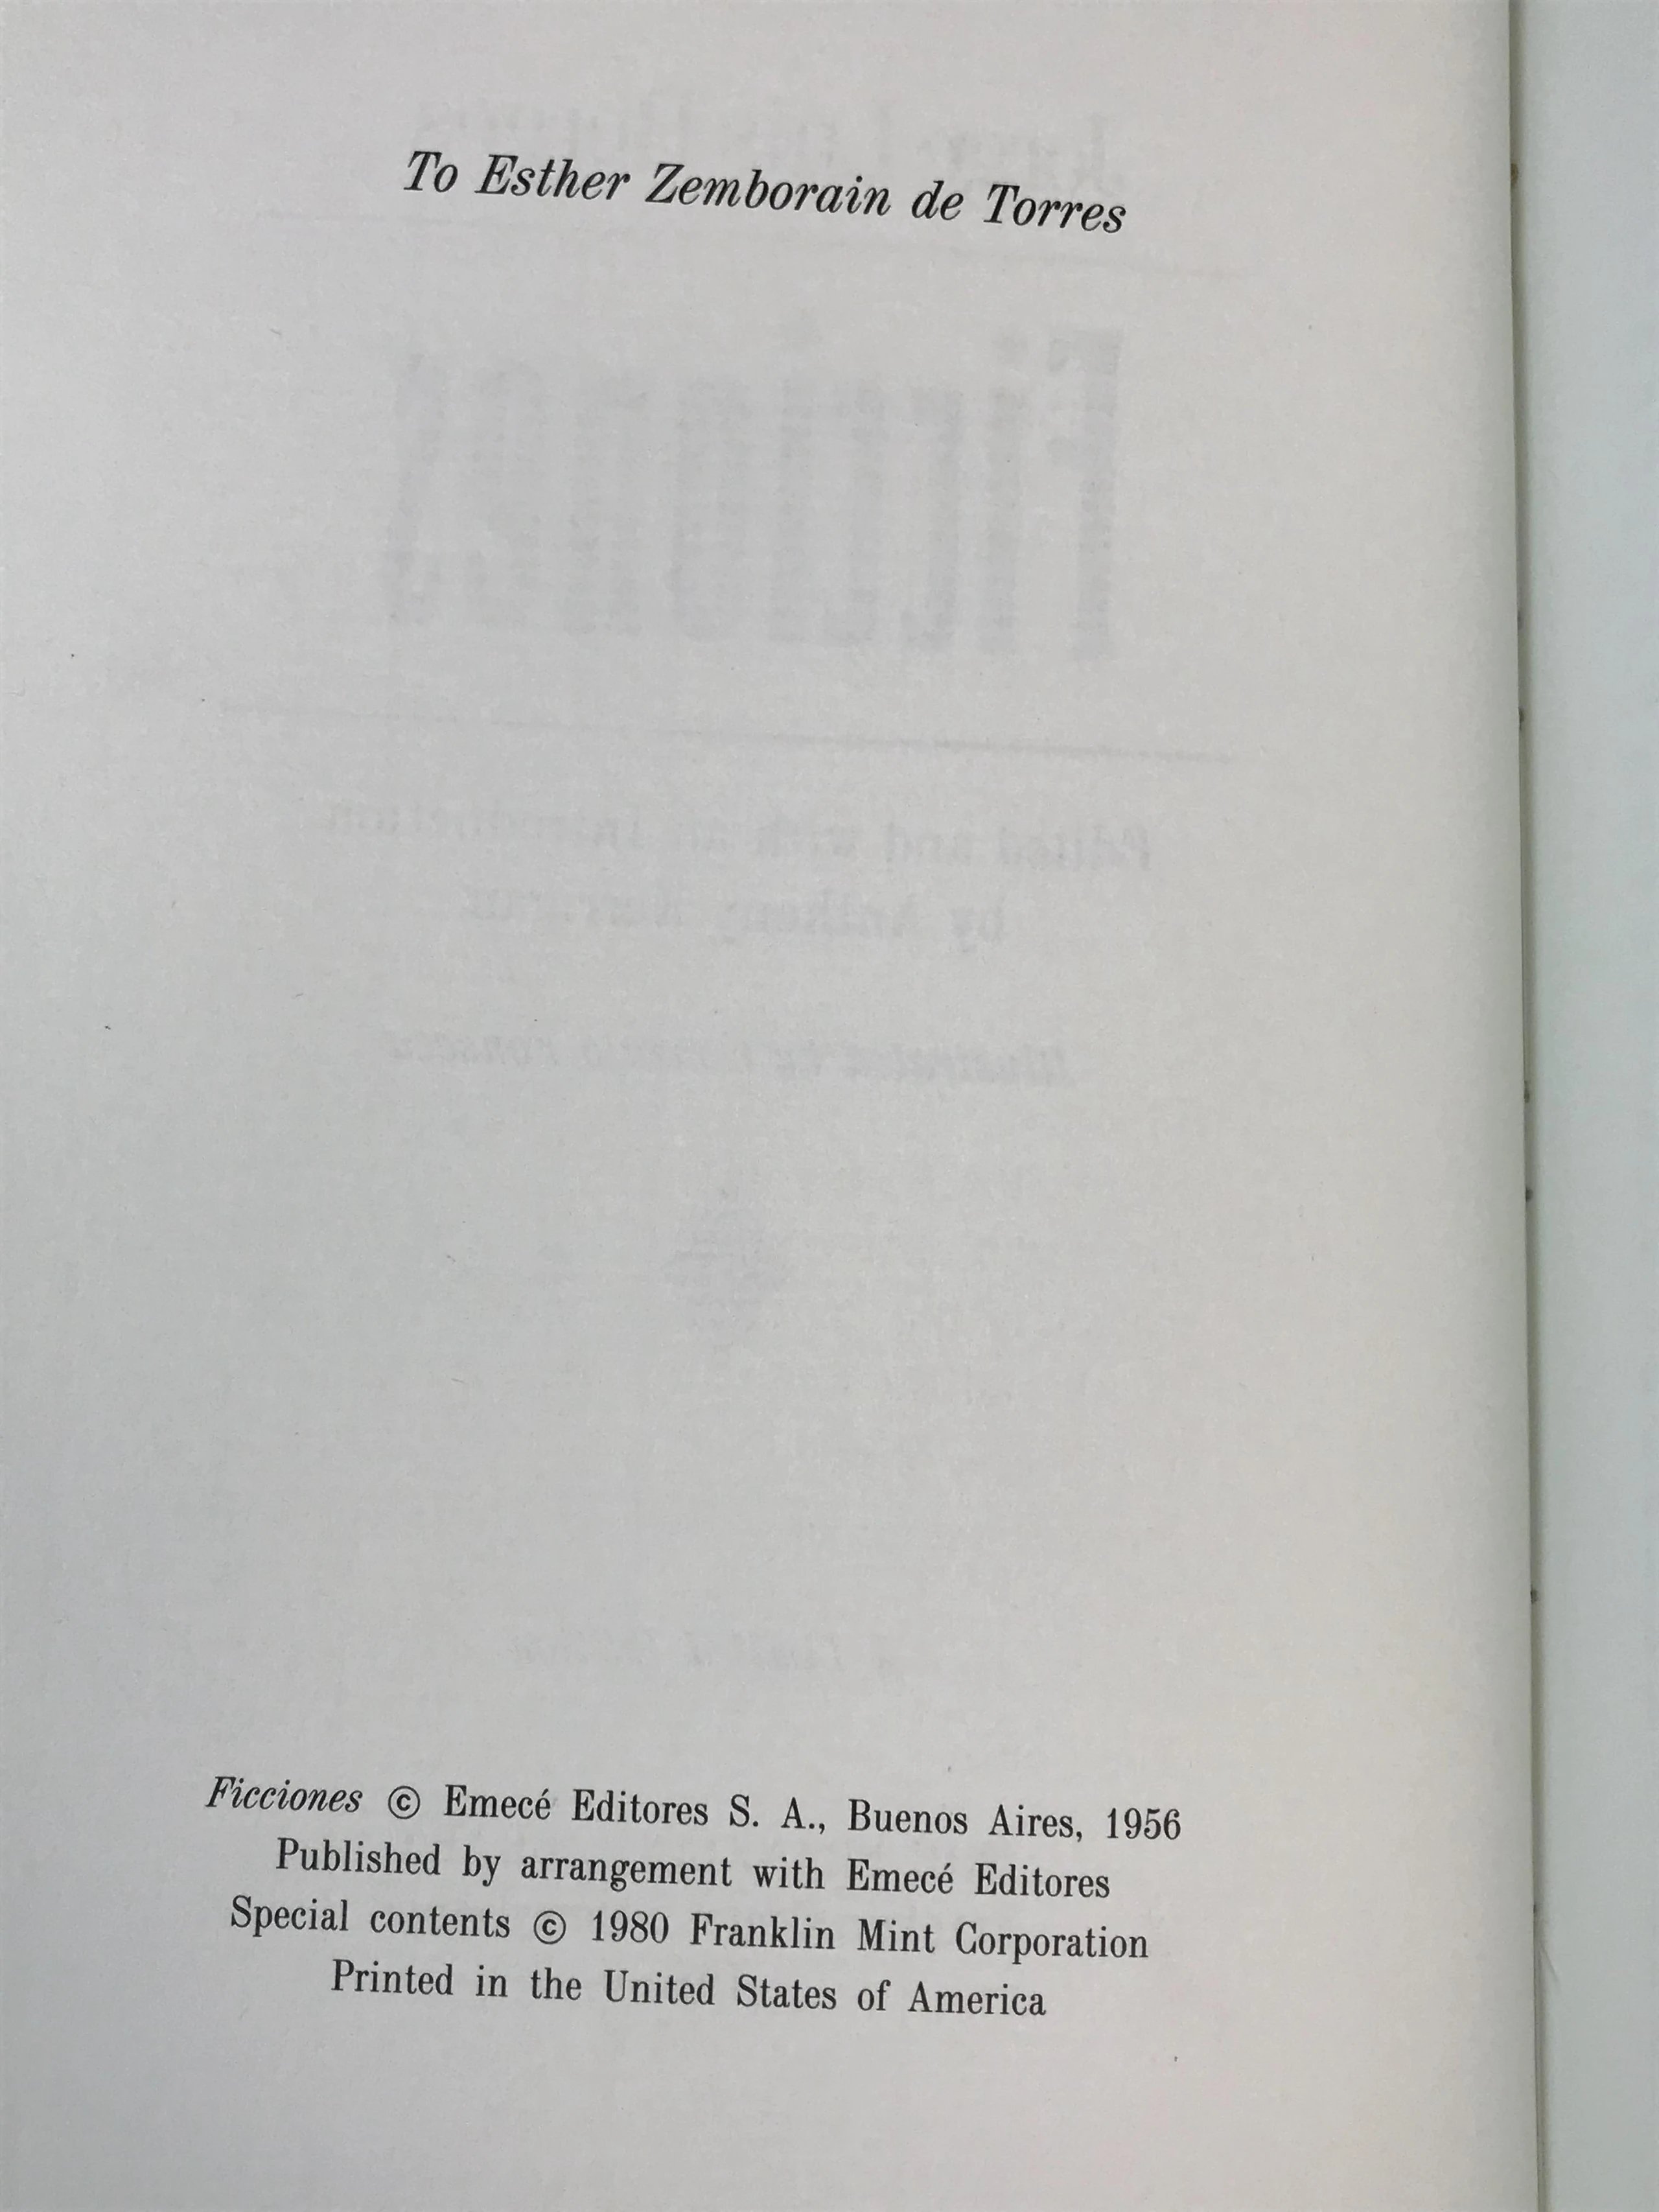 To Esther Zemborain de Torres
Ficciones © Emecé Editores S. A., Buenos Aires, 1956
Published by arrangement with Emecé Editores
Special contents © 1980 Franklin Mint Corporation
Printed in the United States of America